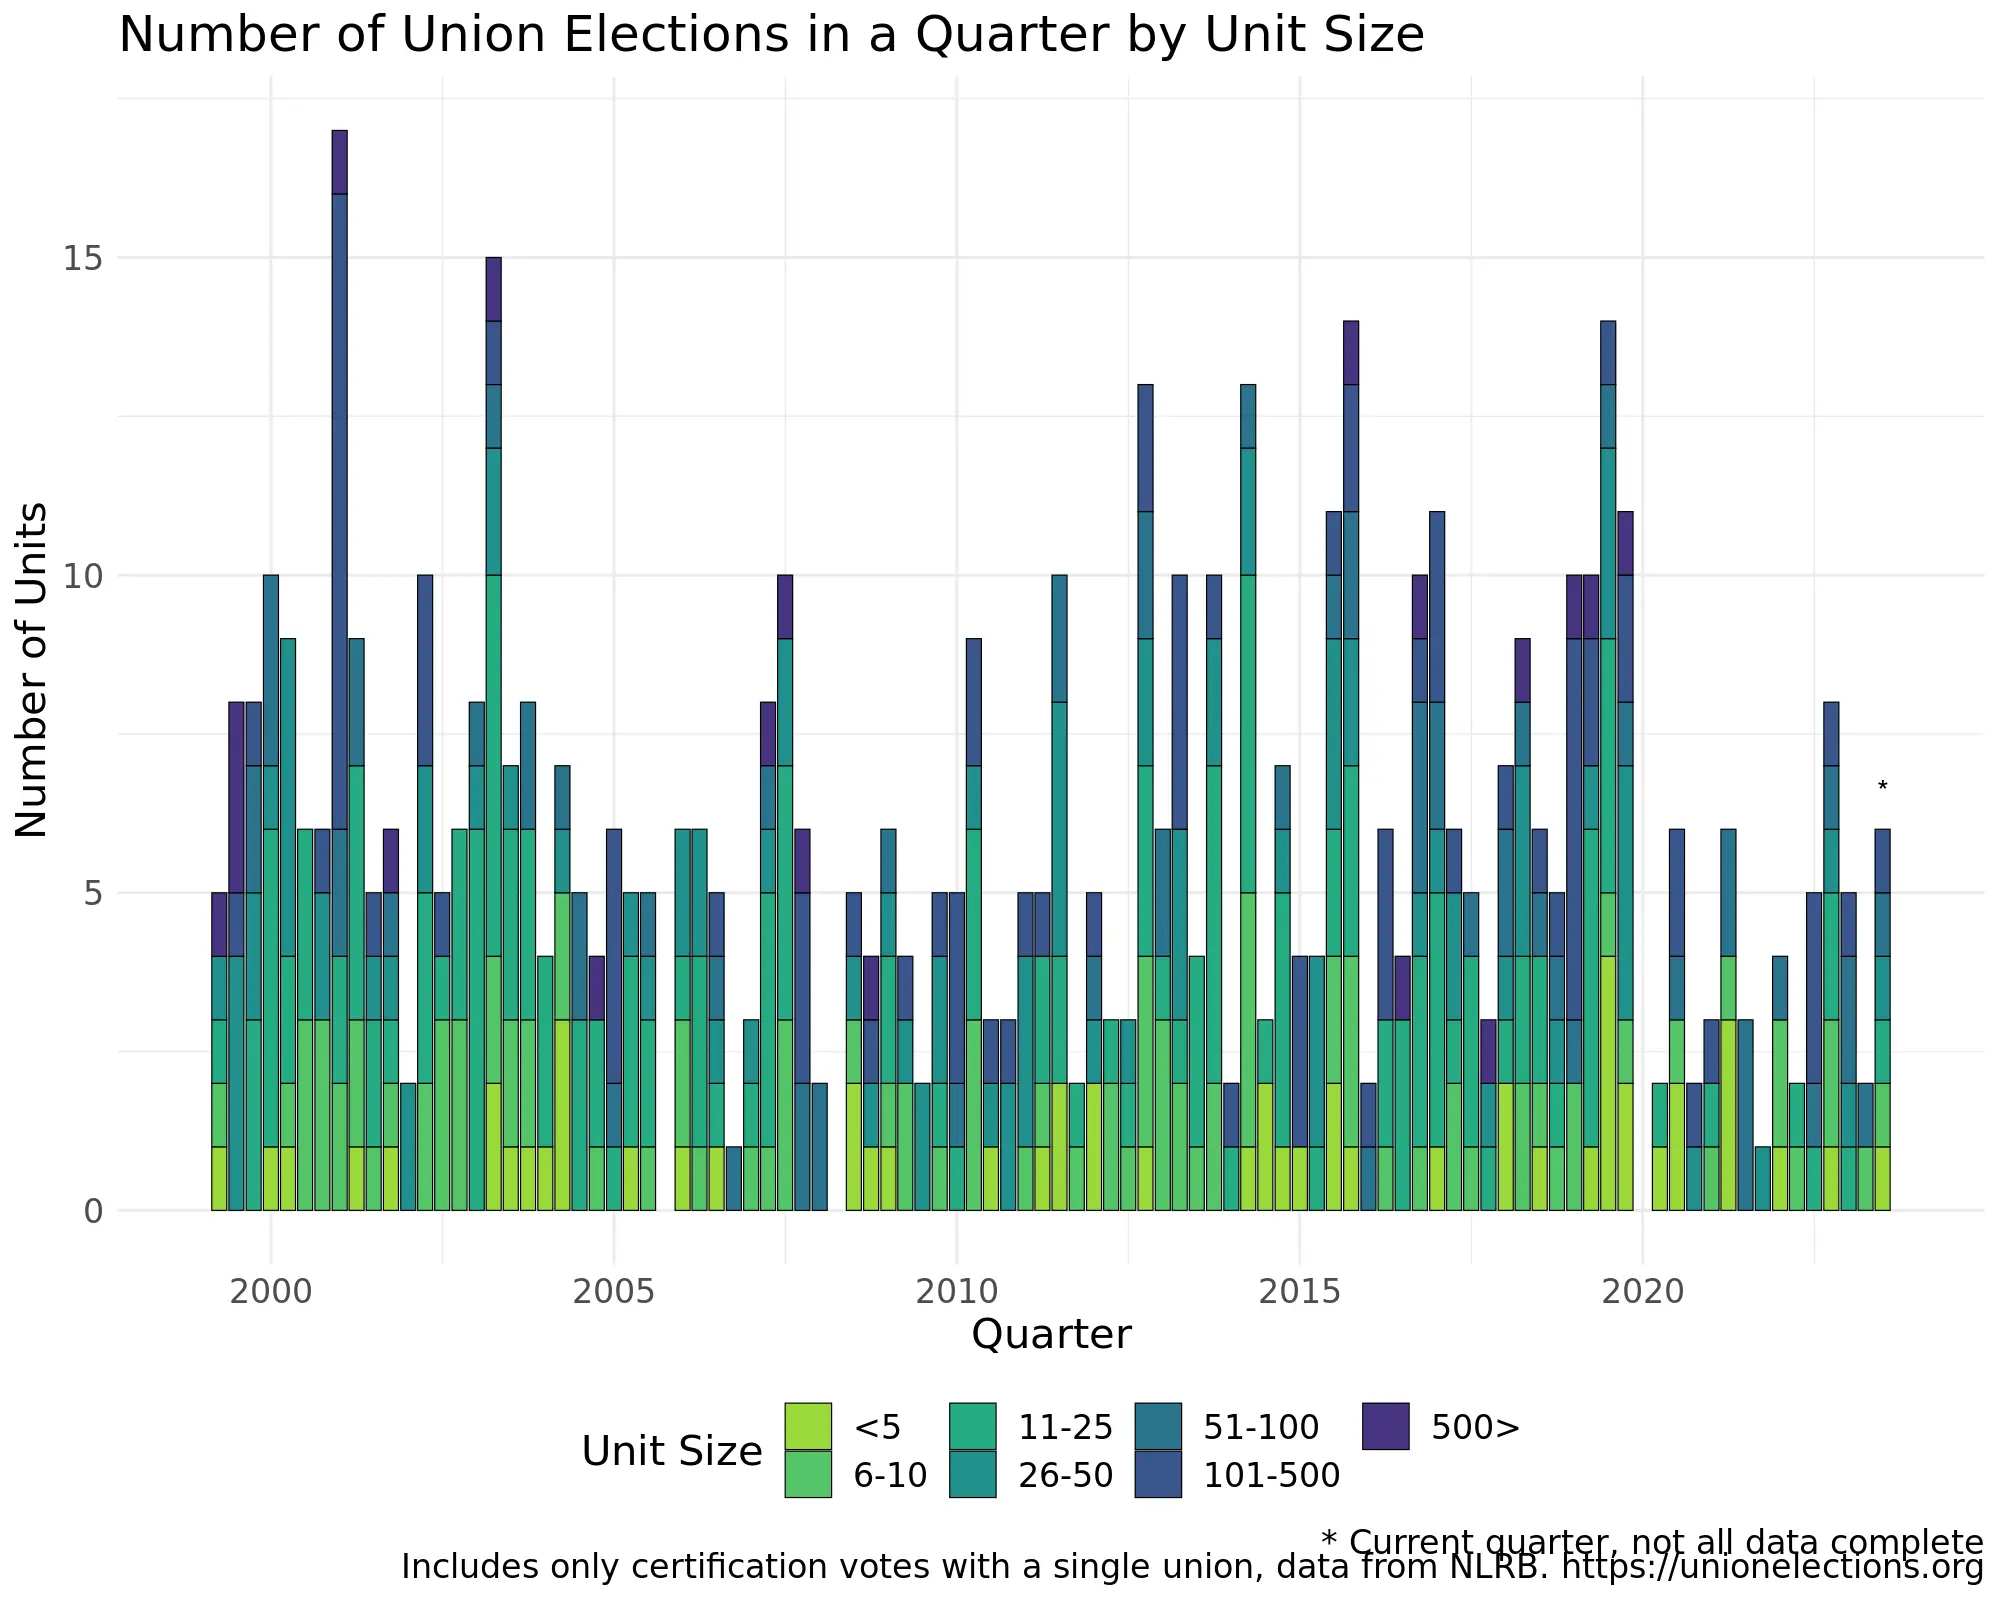 Number of Union Elections in a Quarter by Unit Size
Number of Units
15
10
5
0
*
2000 2005 2010 2015 2020
Quarter
Unit Size
<5 11-25 51-100 500>
6-10 26-50 101-500
* Current quarter, not all data complete
Includes only certification votes with a single union, data from NLRB. https://unionelections.org